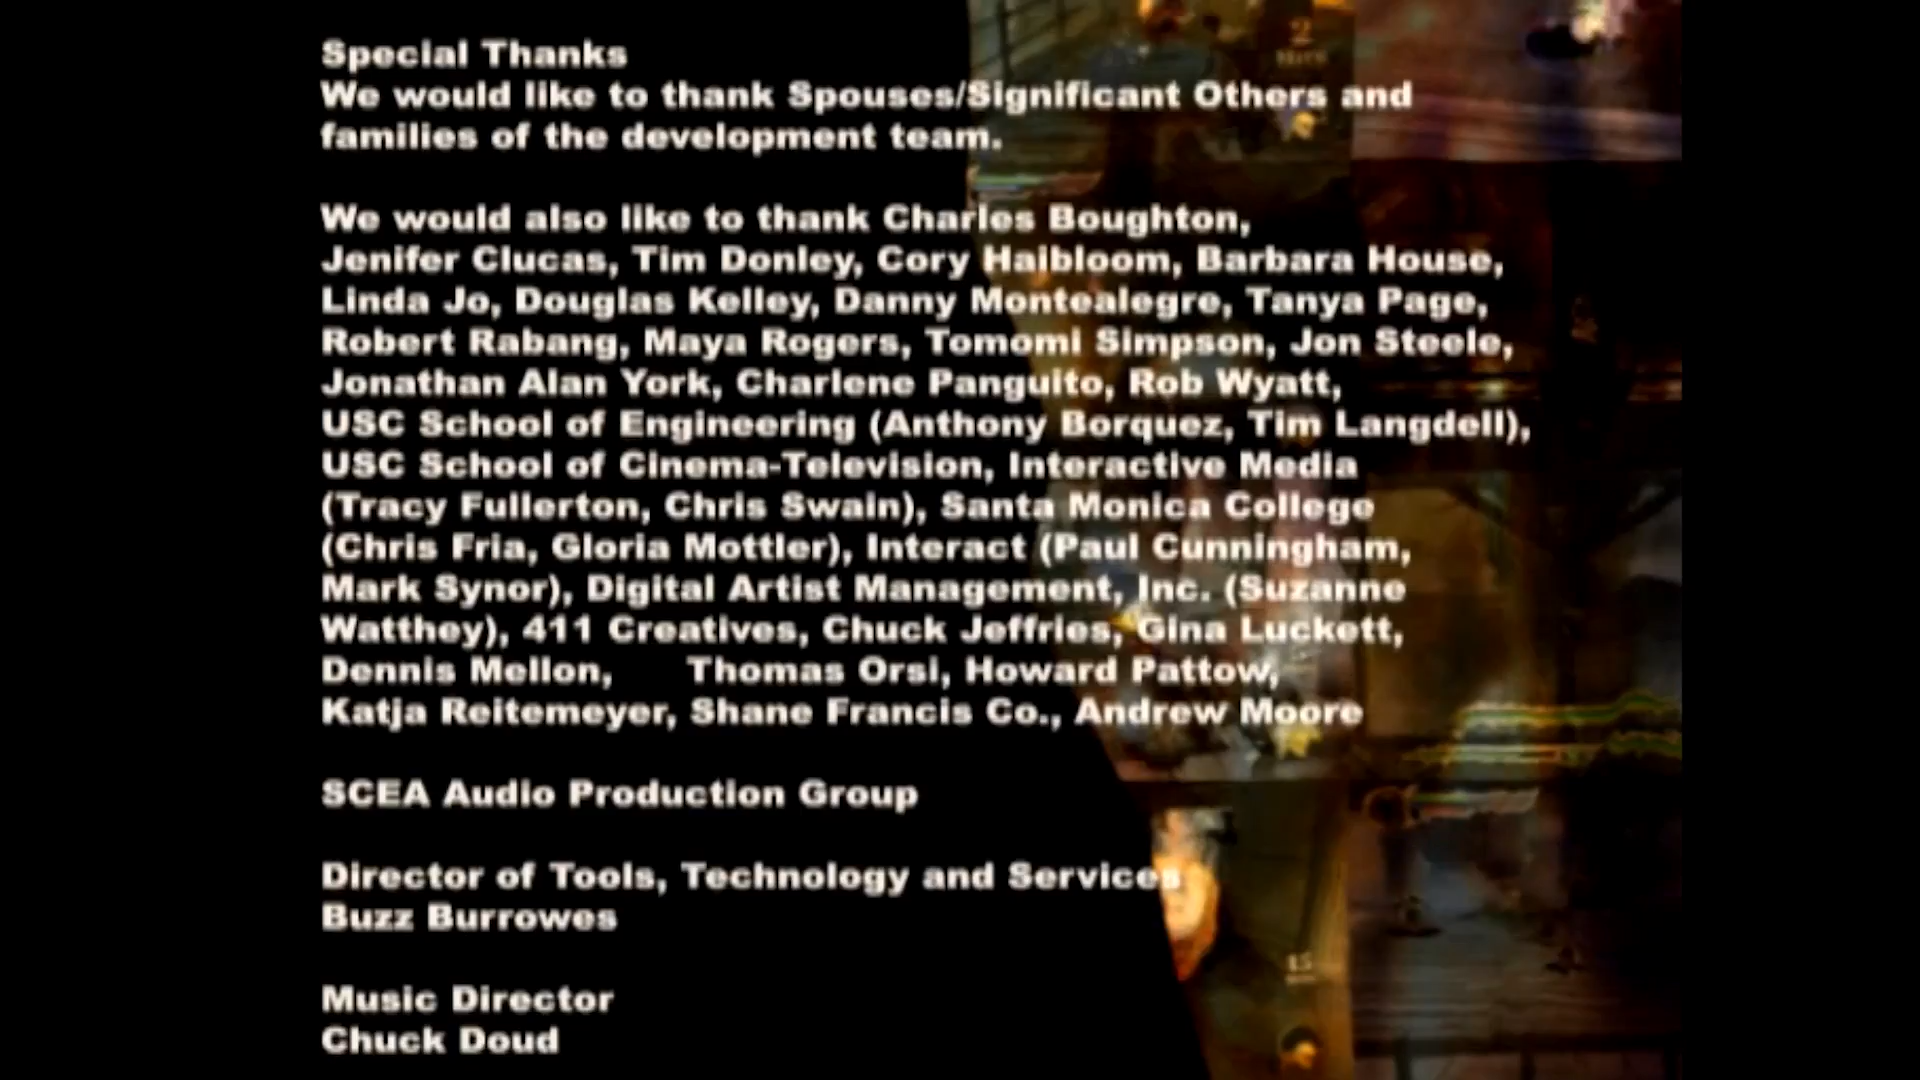 Special Thanks
We would like to thank Spouses/Significant Others and
families of the development team.
We would also like to thank Charles Boughton,
Jenifer Clucas, Tim Donley, Cory Haibloom, Barbara House,
Linda Jo, Douglas Kelley, Danny Montealegre, Tanya Page,
Robert Rabang, Maya Rogers, Tomomi Simpson, Jon Steele,
Jonathan Alan York, Charlene Panguito, Rob Wyatt,
USC School of Engineering (Anthony Borquez, Tim Langdell),
USC School of Cinema-Television, Interactive Media
(Tracy Fullerton, Chris Swain), Santa Monica College
(Chris Fria, Gloria Mottler), Interact (Paul Cunningham,
Mark Synor), Digital Artist Management, Inc. (Suzanne
Watthey), 411 Creatives, Chuck Jeffries, Gina Luckett,
Dennis Mellon, Thomas Orsi, Howard Pattow,
Katja Reitemeyer, Shane Francis Co., Andrew Moore
SCEA Audio Production Group
Director of Tools, Technology and Services
Buzz Burrowes
Music Director
Chuck Doud
2
15